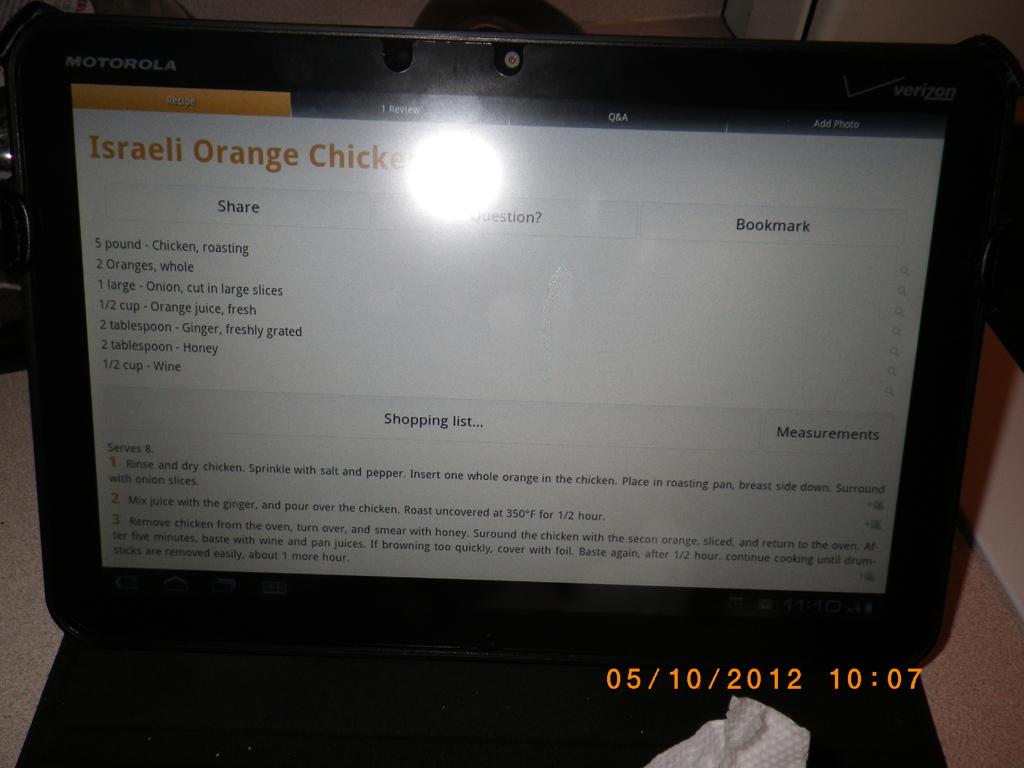 MOTOROLA
verizon
Recipe 1 Review Q&A Add Photo
Israeli Orange Chicke
Share Question? Bookmark
5 pound - Chicken, roasting
2 Oranges, whole
1 large - Onion, cut in large slices
1/2 cup - Orange juice, fresh
2 tablespoon - Ginger, freshly grated
2 tablespoon - Honey
1/2 cup - Wine
Shopping list... Measurements
Serves 8.
1 Rinse and dry chicken. Sprinkle with salt and pepper. Insert one whole orange in the chicken. Place in roasting pan, breast side down. Surround
with onion slices.
2 Mix juice with the ginger, and pour over the chicken. Roast uncovered at 350°F for 1/2 hour.
3 Remove chicken from the oven, turn over, and smear with honey. Suround the chicken with the secon orange, sliced, and return to the oven. Af-
ter five minutes, baste with wine and pan juices. If browning too quickly, cover with foil. Baste again, after 1/2 hour. continue cooking until drum-
sticks are removed easily, about 1 more hour.
11:10
05/10/2012 10:07